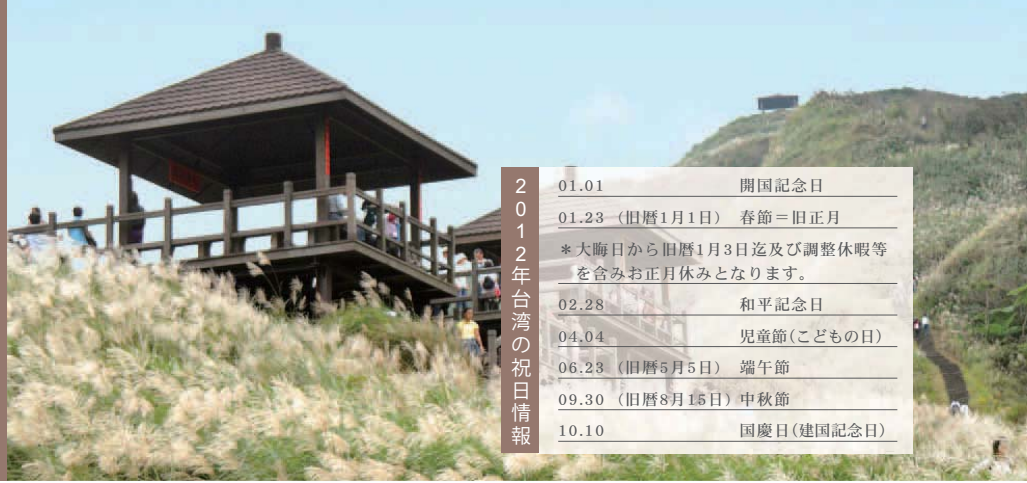 2012年台湾の祝日情報
01.01 開国記念日
01.23 (旧暦1月1日) 春節＝旧正月
＊大晦日から旧暦1月3日迄及び調整休暇等
を含みお正月休みとなります。
02.28 和平記念日
04.04 児童節(こどもの日)
06.23 (旧暦5月5日) 端午節
09.30 (旧暦8月15日) 中秋節
10.10 国慶日(建国記念日)